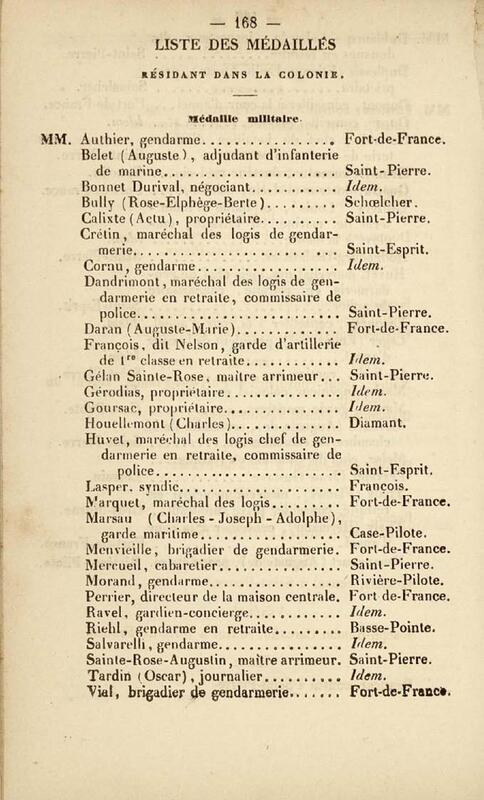 — 168 —
LISTE DES MÉDAILLÉS
RÉSIDANT DANS LA COLONIE.
Médaille militaire.
MM. Authier, gendarme................ Fort-de-France.
Belet (Auguste), adjudant d'infanterie
de marine........................ Saint-Pierre.
Bonnet Durival, négociant............ Idem.
Bully (Rose-Elphège-Berte)......... Schœlcher.
Calixte (Actu), propriétaire........... Saint-Pierre.
Crétin, maréchal des logis de gendar-
merie............................ Saint-Esprit.
Cornu, gendarme.................. Idem.
Dandrimont, maréchal des logis de gen-
darmerie en retraite, commissaire de
police............................ Saint-Pierre.
Daran (Auguste-Marie)............. Fort-de-France.
François, dit Nelson, garde d'artillerie
de 1re classe en retraite............ Idem.
Gélan Sainte-Rose, maître arrimeur... Saint-Pierre.
Gérodias, propriétaire.............. Idem.
Goursac, propriétaire............... Idem.
Houellemont (Charles).............. Diamant.
Huvet, maréchal des logis chef de gen-
darmerie en retraite, commissaire de
police........................... Saint-Esprit.
Lasper, syndic..................... François.
Marquet, maréchal des logis......... Fort-de-France.
Marsau (Charles-Joseph-Adolphe),
garde maritime................... Case-Pilote.
Menvieille, brigadier de gendarmerie. Fort-de-France.
Mercueil, cabaretier................ Saint-Pierre.
Morand, gendarme................. Rivière-Pilote.
Perrier, directeur de la maison centrale. Fort de-France.
Ravel, gardien-concierge............ Idem.
Riehl, gendarme en retraite......... Basse-Pointe.
Salvarelli, gendarme................ Idem.
Sainte-Rose-Augustin, maître arrimeur. Saint-Pierre.
Tardin (Oscar), journalier.......... Idem.
Vial, brigadier de gendarmerie....... Fort-de-France.